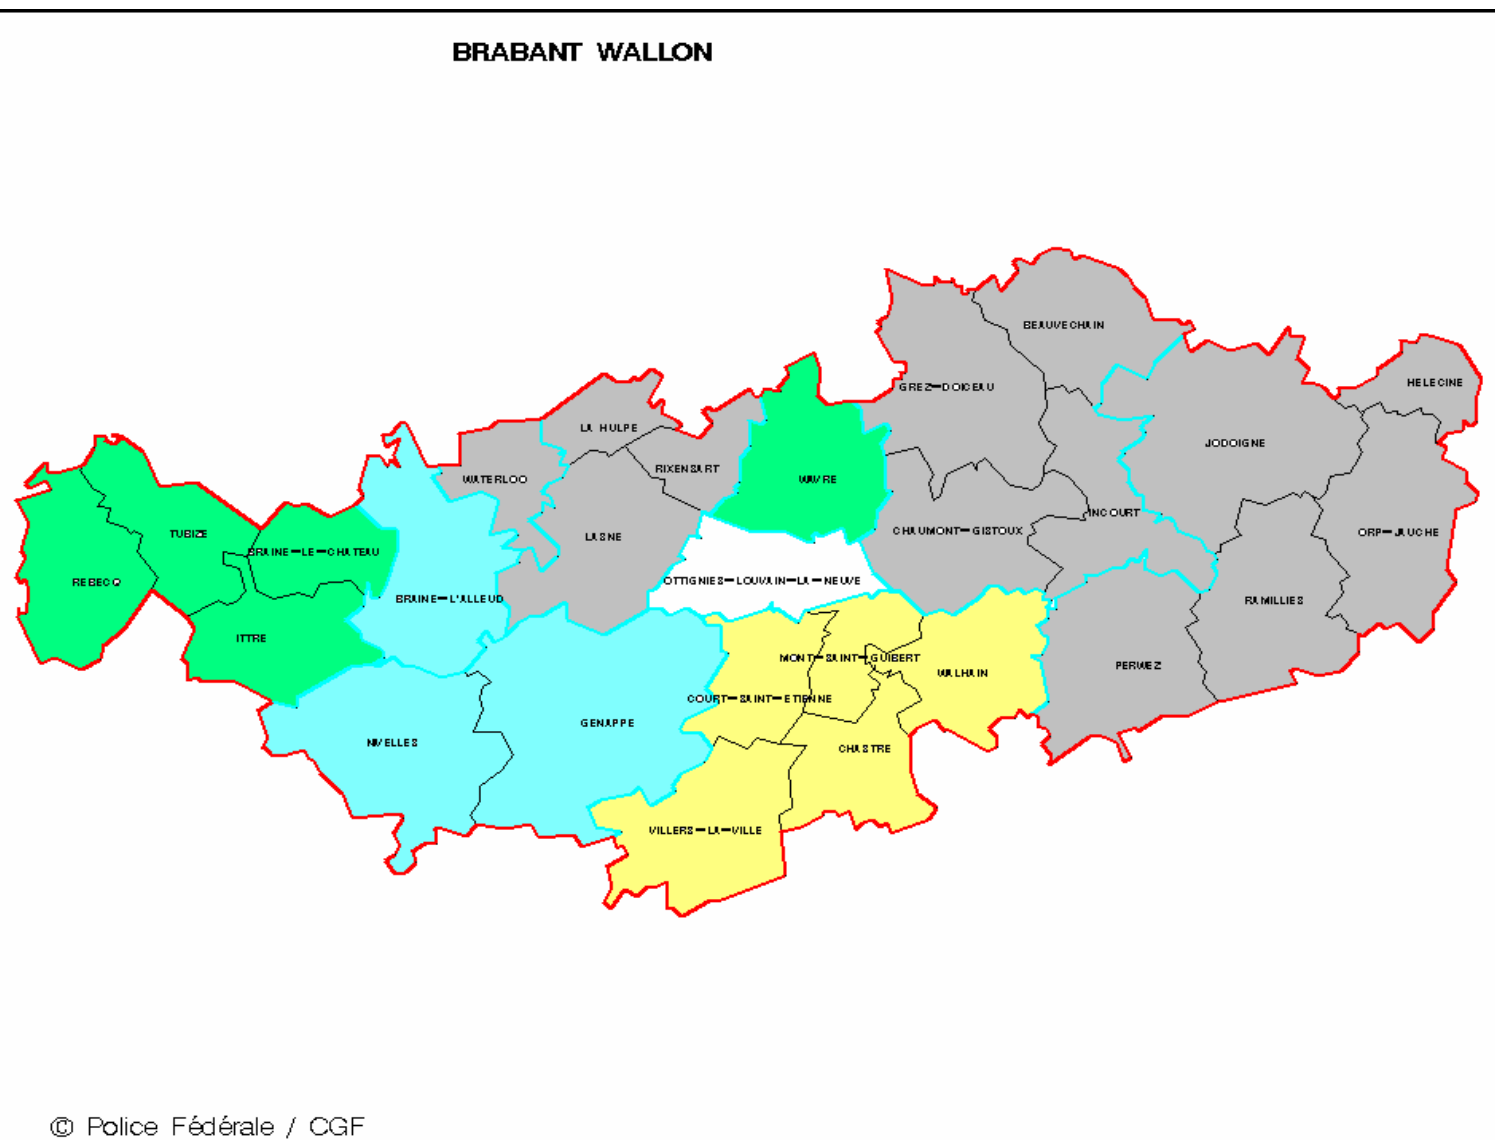 BRABANT WALLON
BEAUVECHAIN
HELECINE
GREZ-DOICEAU
LA HULPE
JODOIGNE
RIXENSART
WATERLOO
WAVRE
INCOURT
CHAUMONT-GISTOUX
ORP-JAUCHE
TUBIZE
LASNE
BRAINE-LE-CHATEAU
REBECQ
OTTIGNIES-LOUVAIN-LA-NEUVE
BRAINE-L'ALLEUD
RAMILLIES
ITTRE
MONT-SAINT-GUIBERT
PERWEZ
WALHAIN
COURT-SAINT-ETIENNE
GENAPPE
NIVELLES
CHASTRE
VILLERS-LA-VILLE
© Police Fédérale / CGF